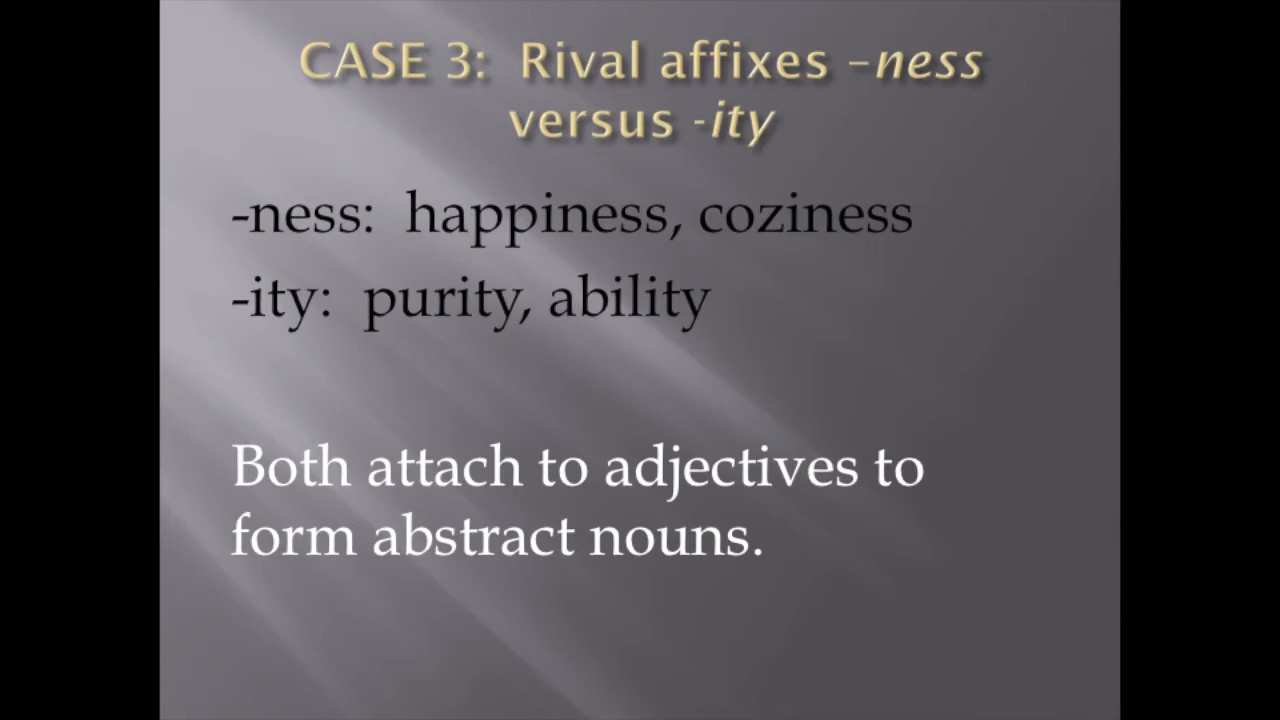 CASE 3:  Rival affixes –ness
versus -ity
-ness:  happiness, coziness
-ity:  purity, ability
Both attach to adjectives to
form abstract nouns.